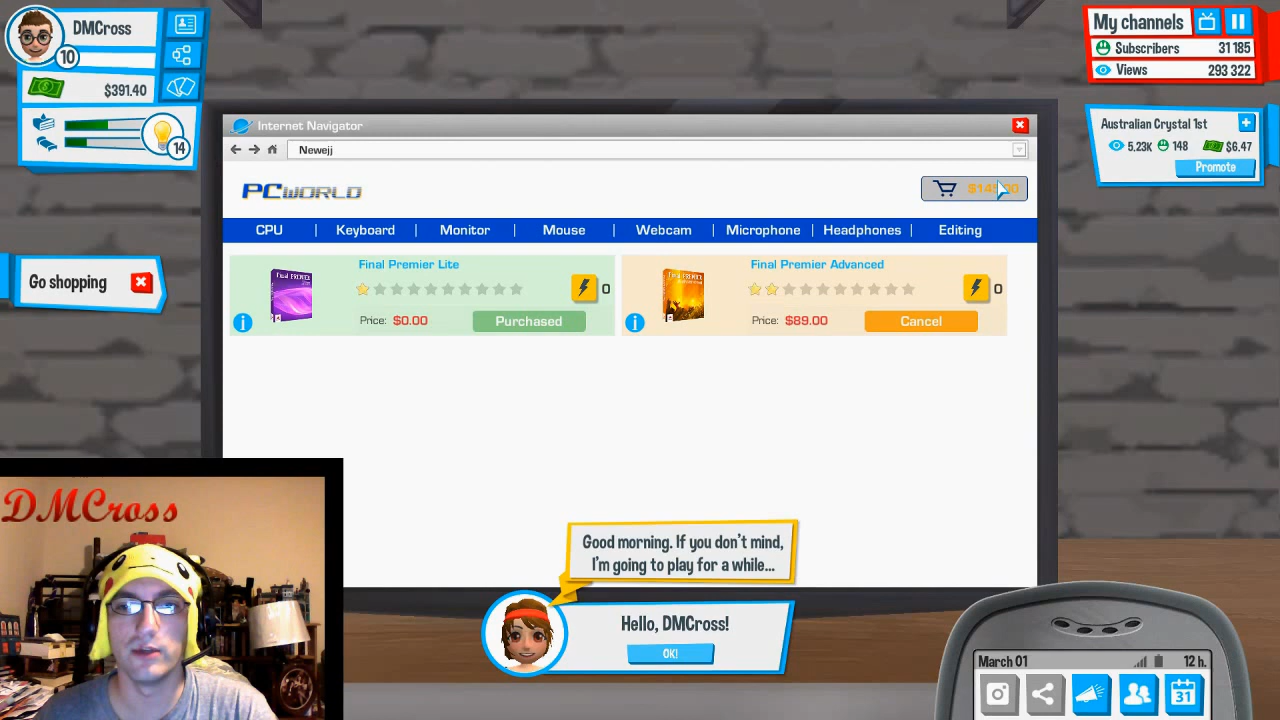 DMCross
10
$391.40
14
My channels
Subscribers 31 185
Views 293 322
Australian Crystal 1st
5,23K 148 $6.47
Promote
Internet Navigator
Newejj
PCWORLD
CPU Keyboard Monitor Mouse Webcam Microphone Headphones Editing
Final Premier Lite
0
Price: $0.00 Purchased
Final Premier Advanced
0
Price: $89.00 Cancel
Go shopping
DMCross
Good morning. If you don't mind,
I'm going to play for a while...
Hello, DMCross!
OK!
March 01 12 h.
31